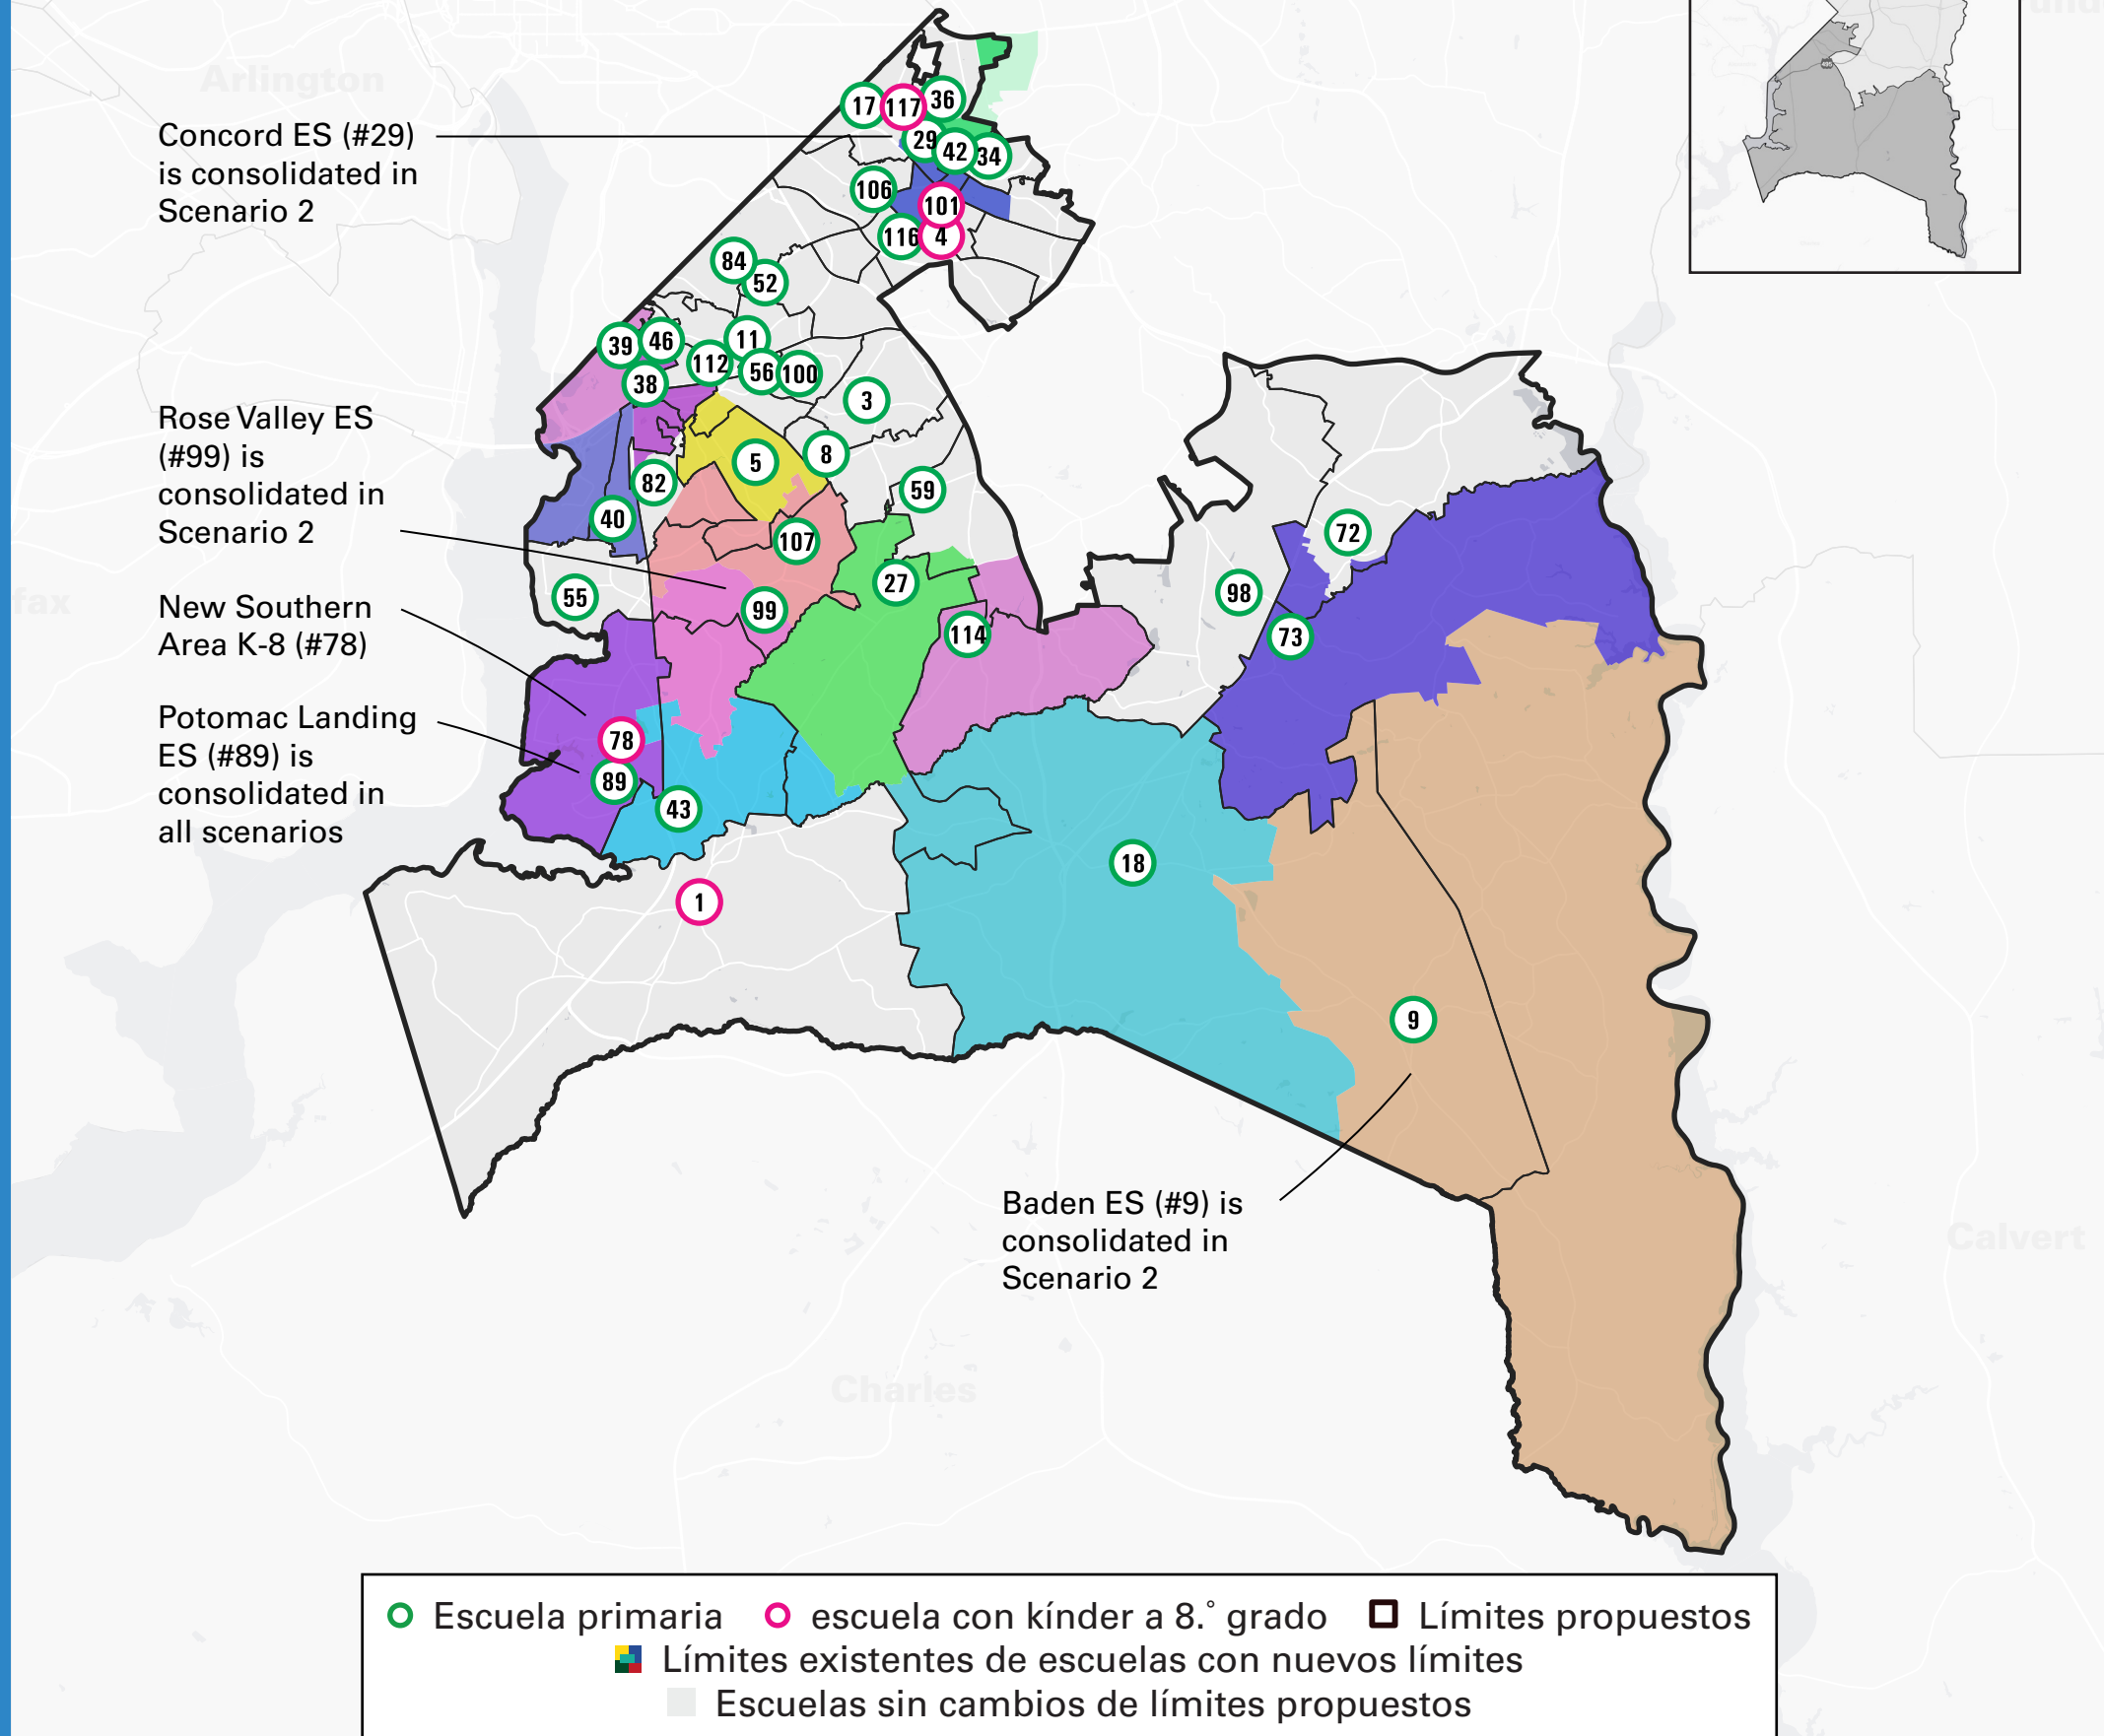 Arlington
17
117
36
Concord ES (#29)
is consolidated in
Scenario 2
29
42
34
106
101
116
4
84
52
39
46
11
112
56
100
38
3
Rose Valley ES
(#99) is
consolidated in
Scenario 2
5
8
82
59
40
107
72
27
98
55
99
114
73
fax
New Southern
Area K-8 (#78)
Potomac Landing
ES (#89) is
consolidated in
all scenarios
78
89
43
18
1
9
Baden ES (#9) is
consolidated in
Scenario 2
Calvert
Charles
495
Escuela primaria
escuela con kínder a 8.° grado
Límites propuestos
Límites existentes de escuelas con nuevos límites
Escuelas sin cambios de límites propuestos